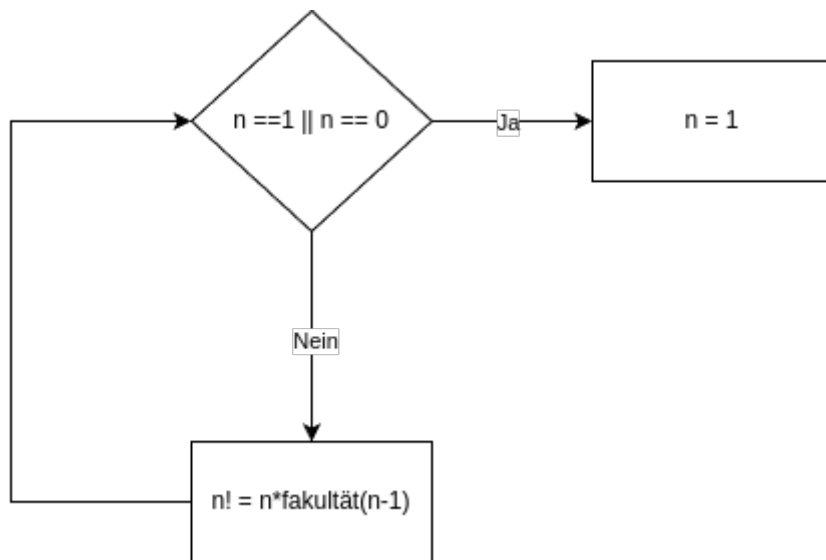 n ==1 || n == 0
Ja
n = 1
Nein
n! = n*fakultät(n-1)